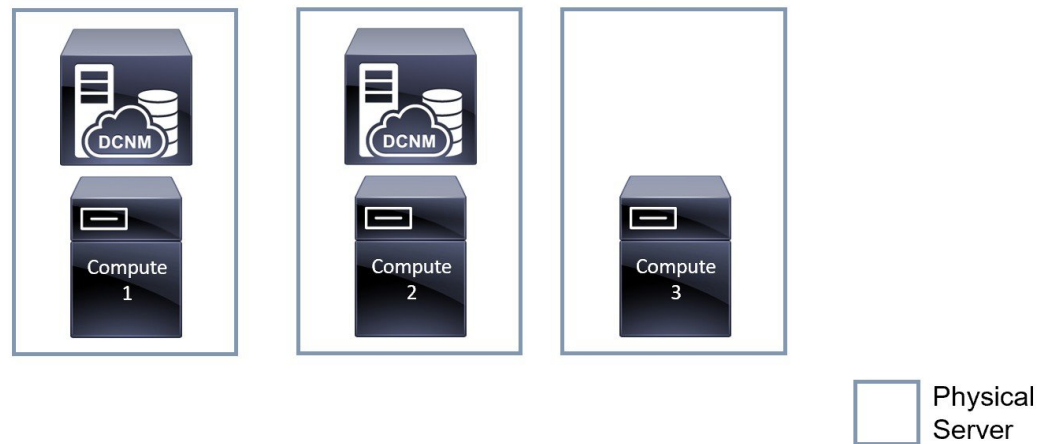 DCNM
Compute
1
DCNM
Compute
2
Compute
3
Physical
Server